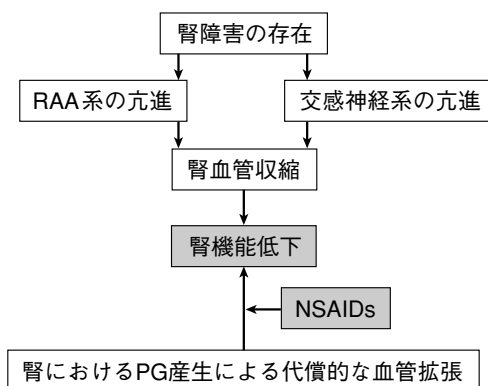 腎障害の存在
RAA系の亢進
交感神経系の亢進
腎血管収縮
腎機能低下
NSAIDs
腎におけるPG産生による代償的な血管拡張